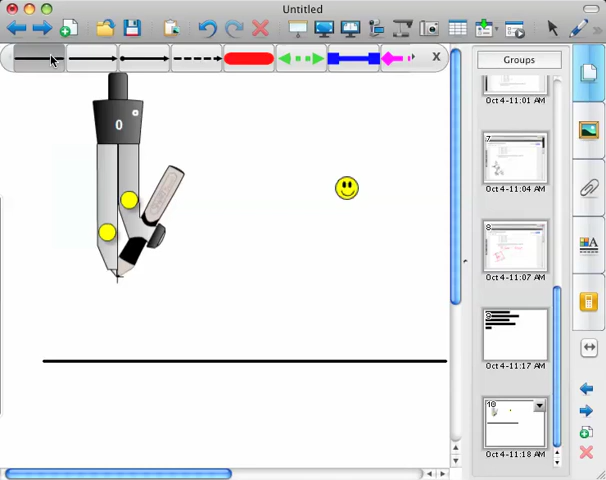 Untitled
X
Groups
0
°
Oct 4-11:01 AM
7
Oct 4-11:04 AM
8
Oct 4-11:07 AM
9
Oct 4-11:17 AM
10
Oct 4-11:18 AM